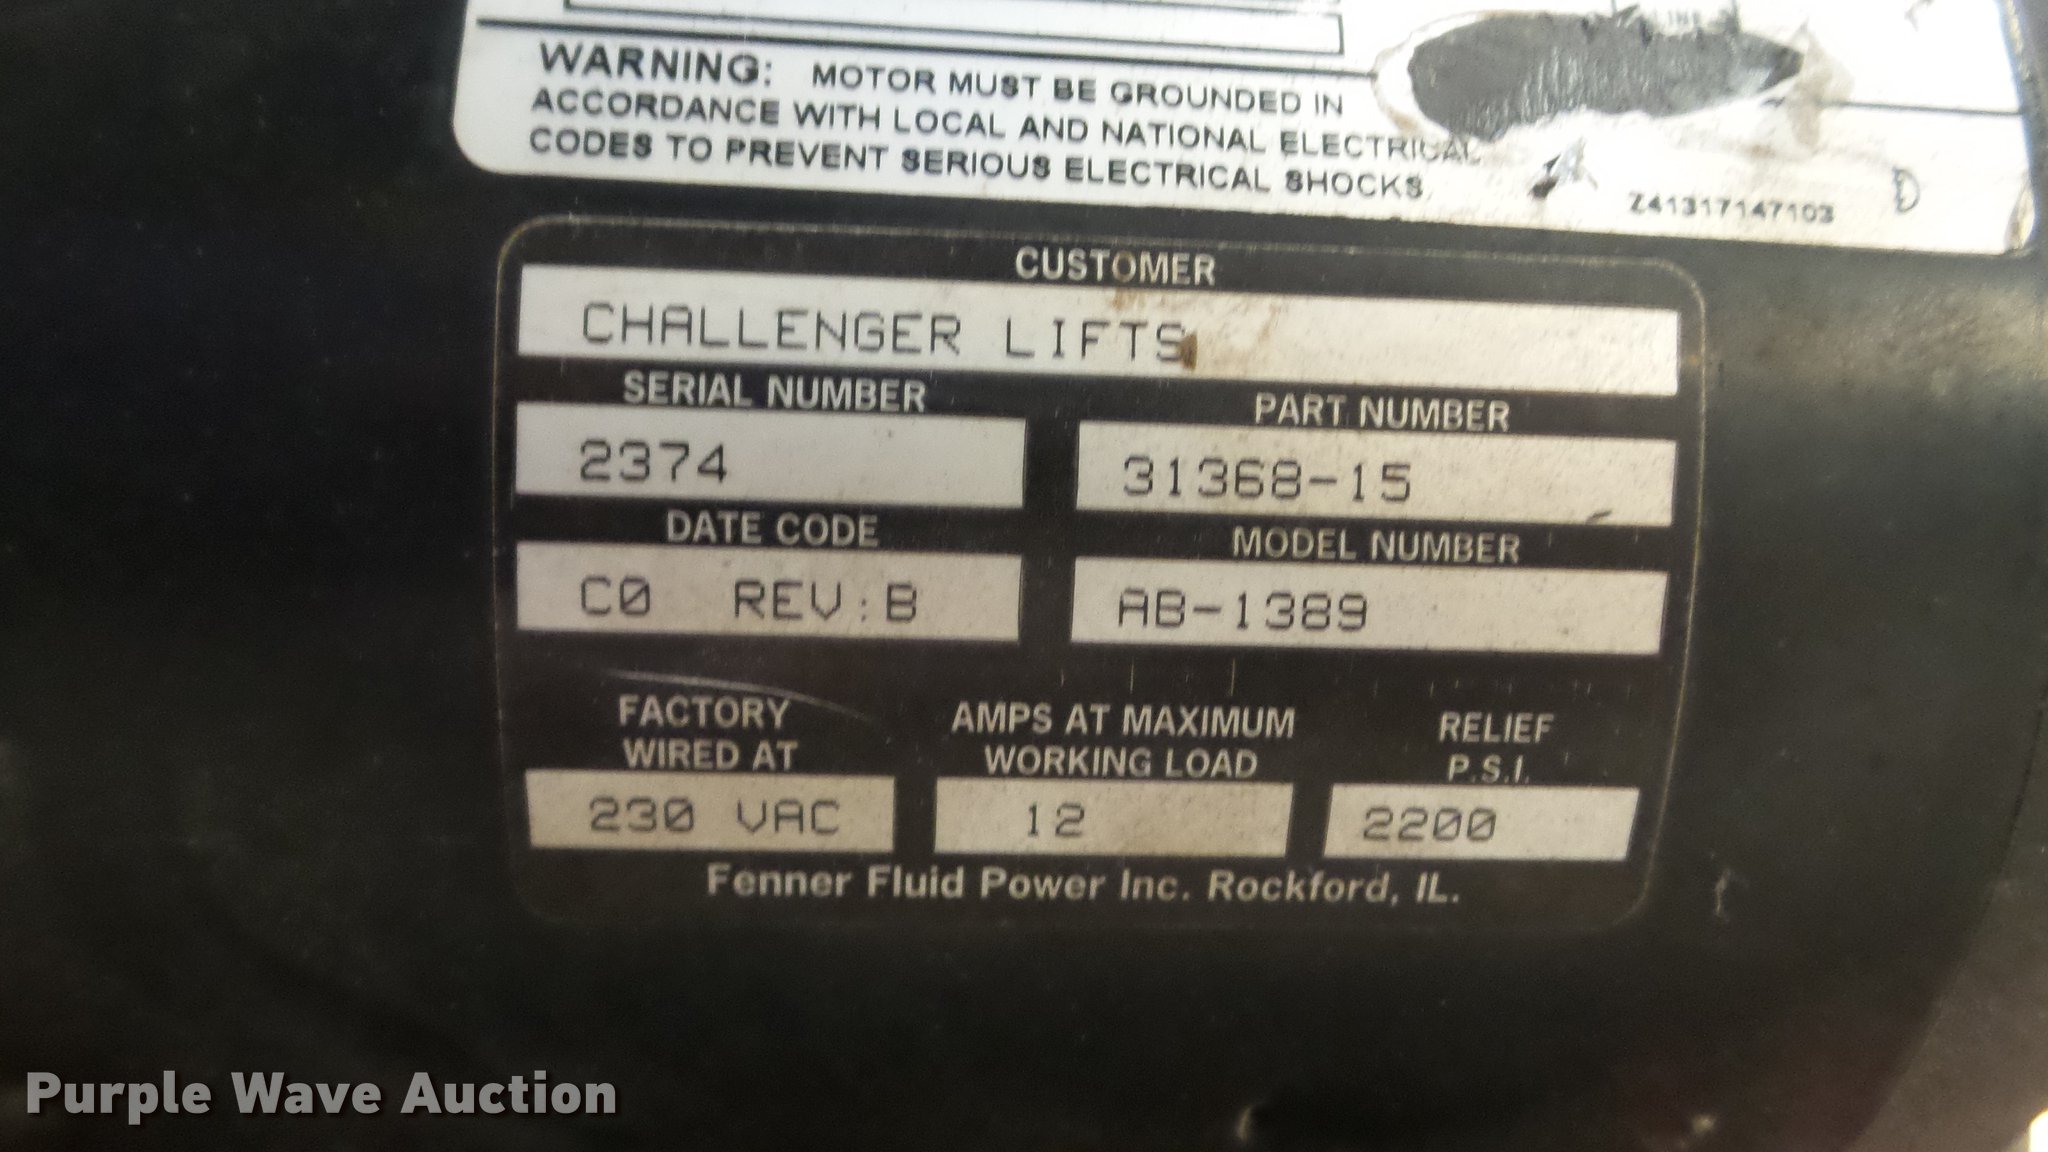 LINE
WARNING: MOTOR MUST BE GROUNDED IN
ACCORDANCE WITH LOCAL AND NATIONAL ELECTRICAL
CODES TO PREVENT SERIOUS ELECTRICAL SHOCKS.
Z41317147103
D
CUSTOMER
CHALLENGER LIFTS
SERIAL NUMBER
2374
PART NUMBER
31368-15
DATE CODE
C0 REV:B
MODEL NUMBER
AB-1389
FACTORY
WIRED AT
230 VAC
AMPS AT MAXIMUM
WORKING LOAD
12
RELIEF
P.S.I.
2200
Fenner Fluid Power Inc. Rockford, IL.
Purple Wave Auction